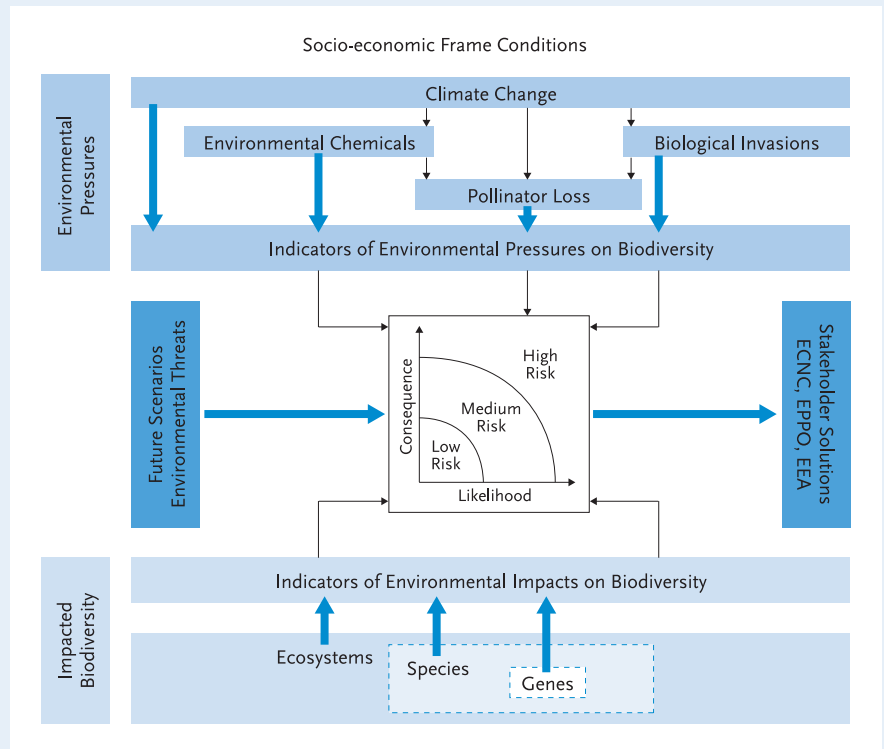 Socio-economic Frame Conditions
Environmental
Pressures
Climate Change
Environmental Chemicals
Biological Invasions
Pollinator Loss
Indicators of Environmental Pressures on Biodiversity
Future Scenarios
Environmental Threats
Consequence
High
Risk
Medium
Risk
Low
Risk
Likelihood
Stakeholder Solutions
ECNC, EPPO, EEA
Impacted
Biodiversity
Indicators of Environmental Impacts on Biodiversity
Ecosystems
Species
Genes